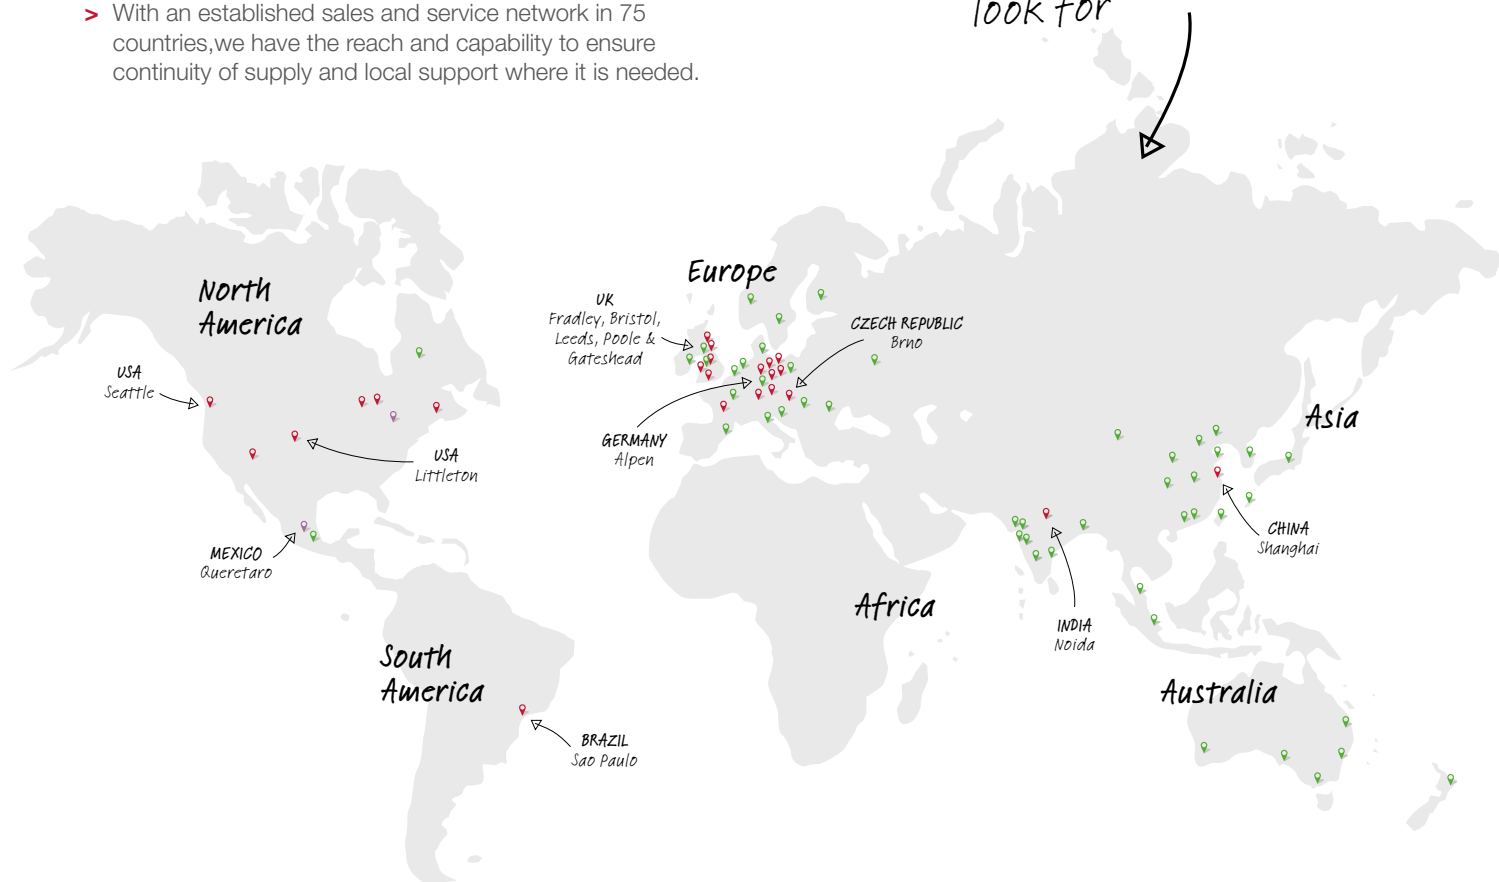 > With an established sales and service network in 75
countries,we have the reach and capability to ensure
continuity of supply and local support where it is needed.
look for
North
America
Europe
UK
Fradley, Bristol,
Leeds, Poole &
Gateshead
CZECH REPUBLIC
Brno
USA
Seattle
Asia
GERMANY
Alpen
USA
Littleton
MEXICO
Queretaro
CHINA
Shanghai
Africa
INDIA
Noida
South
America
Australia
BRAZIL
Sao Paulo